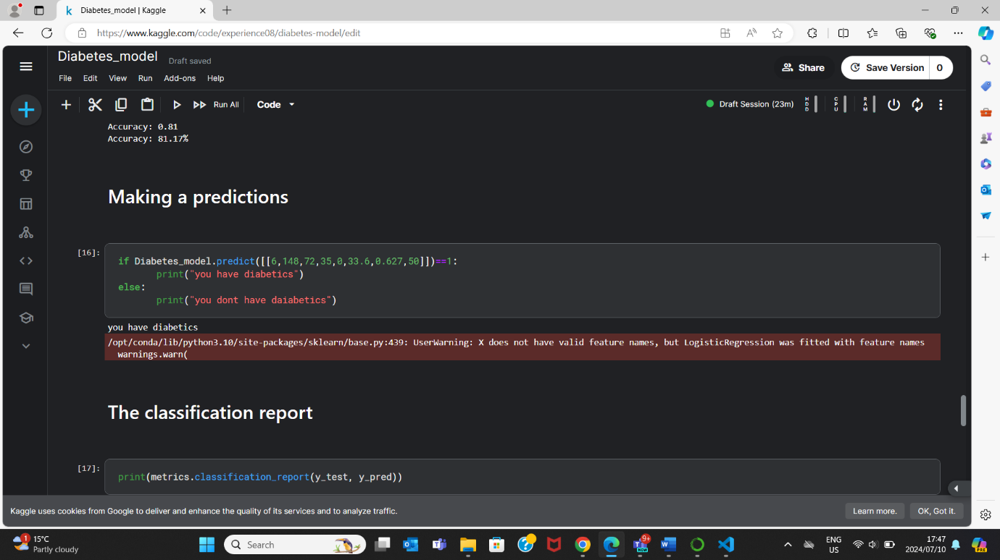 Diabetes_model | Kaggle
https://www.kaggle.com/code/experience08/diabetes-model/edit
Diabetes_model Draft saved
Share
Save Version 0
File Edit View Run Add-ons Help
Run All Code
Draft Session (23m) HDD CPU RAM
Accuracy: 0.81
Accuracy: 81.17%
Making a predictions
[16]:
if Diabetes_model.predict([[6,148,72,35,0,33.6,0.627,50]])==1:
print("you have diabetics")
else:
print("you dont have daiabetics")
you have diabetics
/opt/conda/lib/python3.10/site-packages/sklearn/base.py:439: UserWarning: X does not have valid feature names, but LogisticRegression was fitted with feature names
warnings.warn(
The classification report
[17]:
print(metrics.classification_report(y_test, y_pred))
Kaggle uses cookies from Google to deliver and enhance the quality of its services and to analyze traffic.
Learn more. OK, Got it.
1
15°C
Partly cloudy
Search
9+
NEW
ENG
US
17:47
2024/07/10
PRE